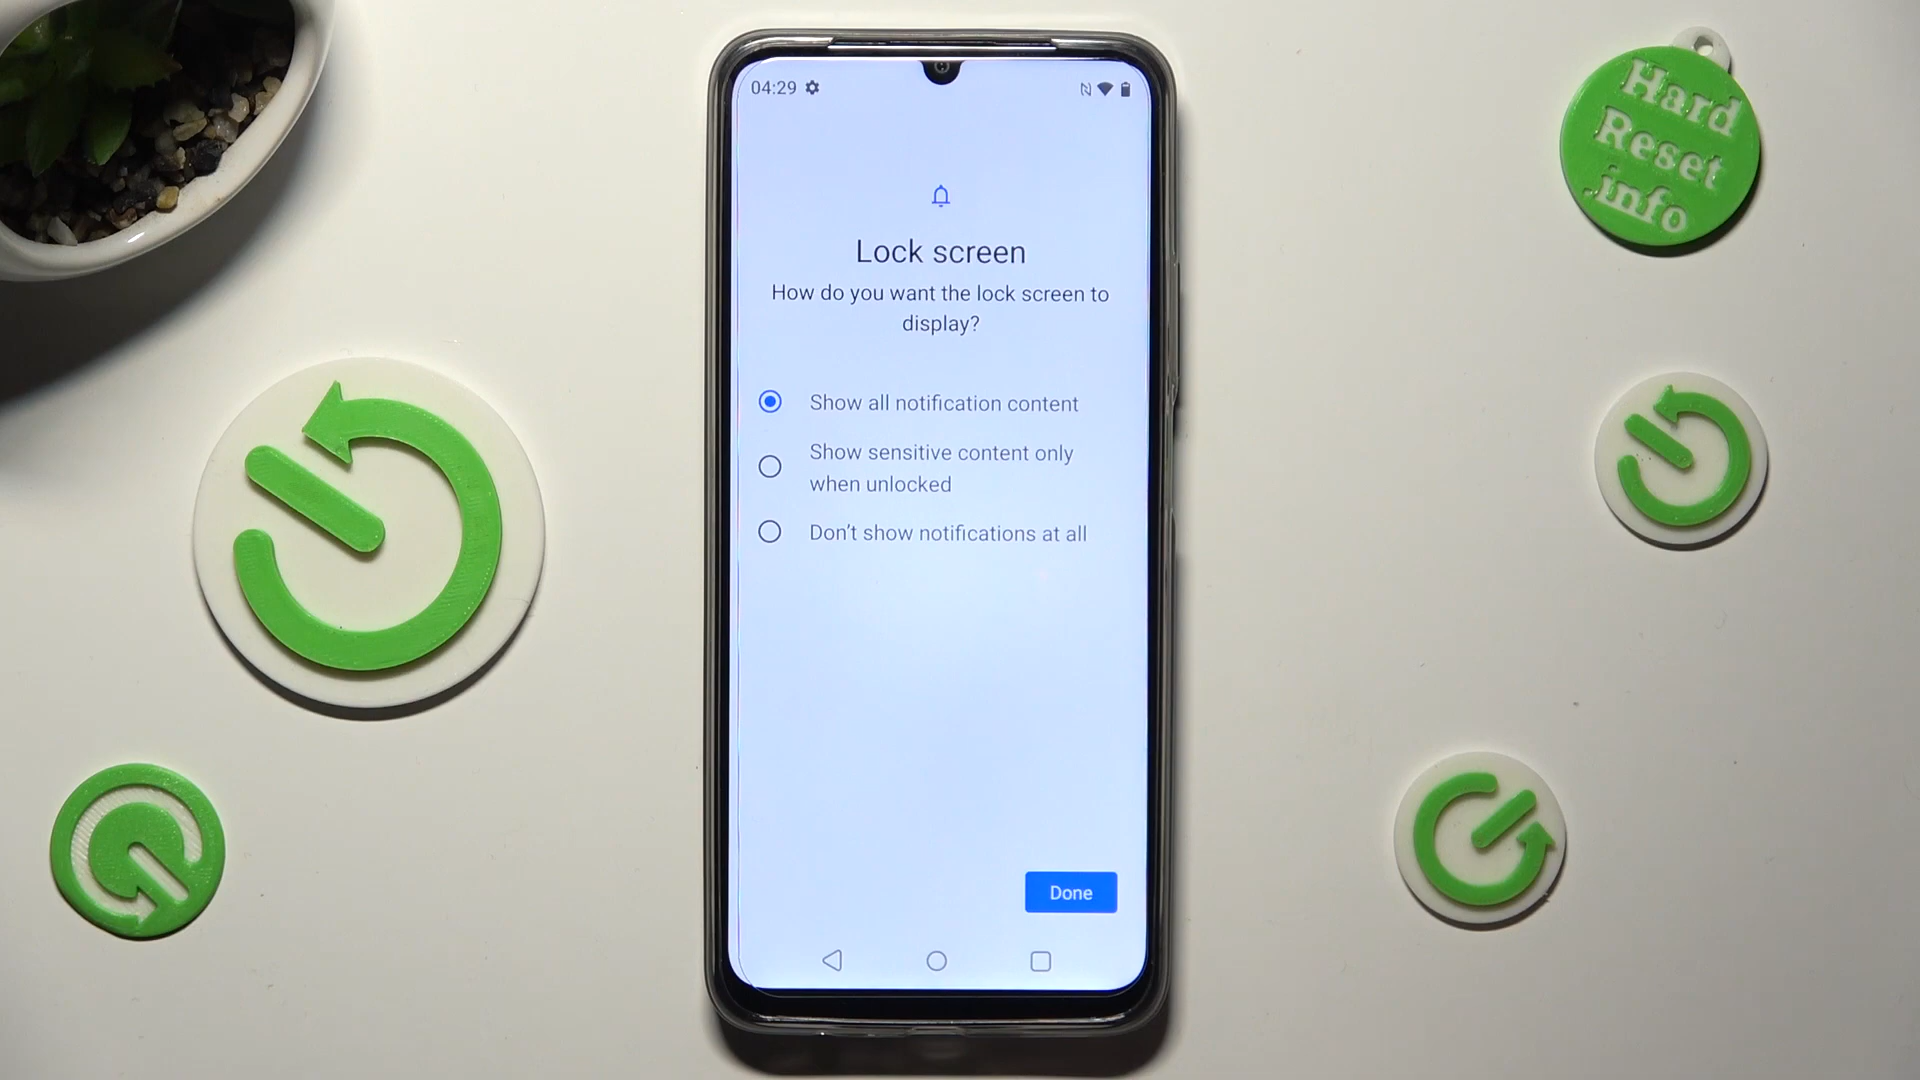 04:29
Lock screen
How do you want the lock screen to
display?
Show all notification content
Show sensitive content only
when unlocked
Don't show notifications at all
Done
Hard
Reset
.info